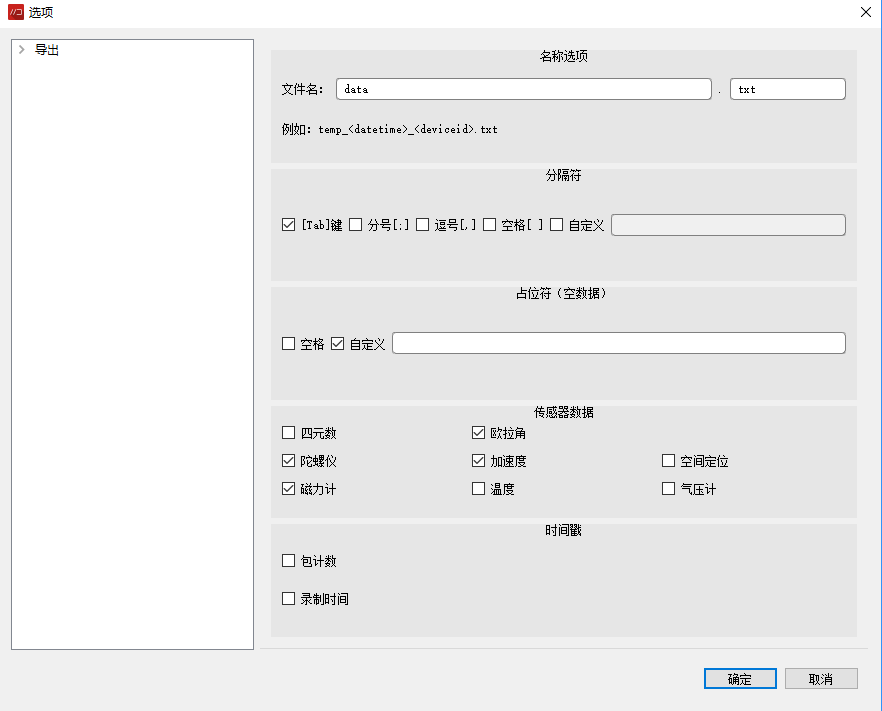 选项
导出
名称选项
文件名： data . txt
例如：temp_<datetime>_<deviceid>.txt
分隔符
[Tab]键 分号[;] 逗号[,] 空格[ ] 自定义
占位符（空数据）
空格 自定义
传感器数据
四元数 欧拉角
陀螺仪 加速度 空间定位
磁力计 温度 气压计
时间戳
包计数
录制时间
确定 取消